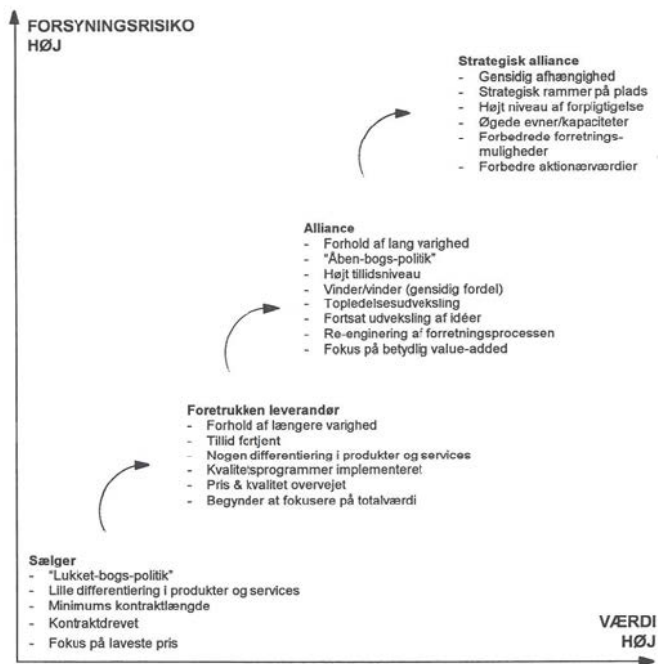 FORSYNINGSRISIKO
HØJ
Strategisk alliance
- Gensidig afhængighed
- Strategisk rammer på plads
- Højt niveau af forpligtigelse
- Øgede evner/kapaciteter
- Forbedrede forretnings-
muligheder
- Forbedre aktionærværdier
Alliance
- Forhold af lang varighed
- "Åben-bogs-politik"
- Højt tillidsniveau
- Vinder/vinder (gensidig fordel)
- Topledelsesudveksling
- Fortsat udveksling af idéer
- Re-enginering af forretningsprocessen
- Fokus på betydlig value-added
Foretrukken leverandør
- Forhold af længere varighed
- Tillid fortjent
- Nogen differentiering i produkter og services
- Kvalitetsprogrammer implementeret
- Pris & kvalitet overvejet
- Begynder at fokusere på totalværdi
Sælger
- "Lukket-bogs-politik"
- Lille differentiering i produkter og services
- Minimums kontraktlængde
- Kontraktdrevet
- Fokus på laveste pris
VÆRDI
HØJ